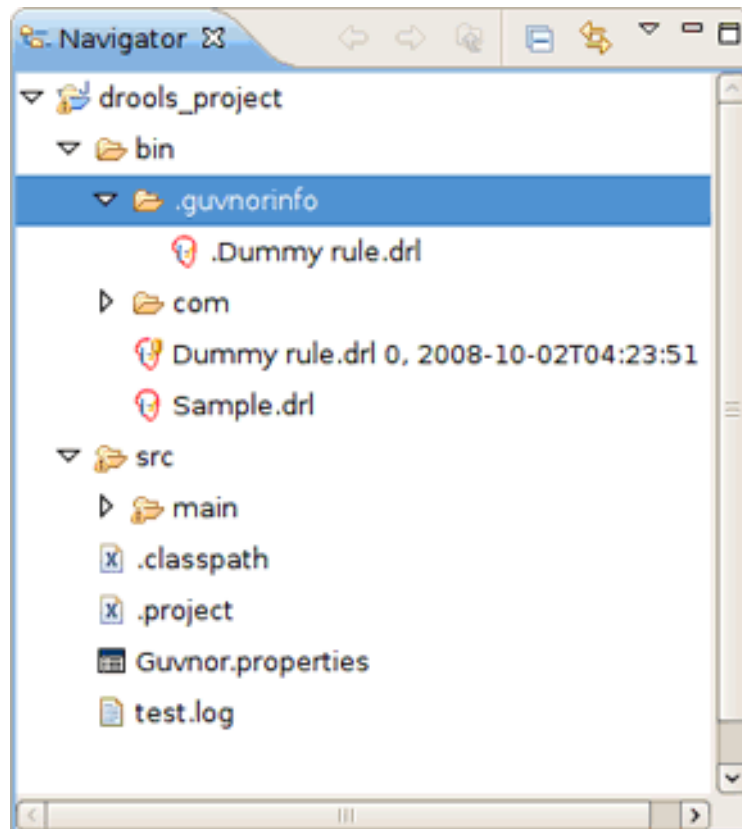 Navigator
drools_project
bin
.guvnorinfo
.Dummy rule.drl
com
Dummy rule.drl 0, 2008-10-02T04:23:51
Sample.drl
src
main
.classpath
.project
Guvnor.properties
test.log